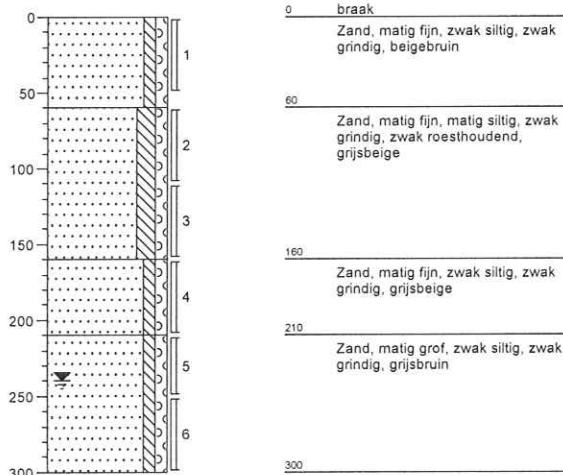 0
50
100
150
200
250
300
1
2
3
4
5
6
0 braak
Zand, matig fijn, zwak siltig, zwak
grindig, beigebruin
60
Zand, matig fijn, matig siltig, zwak
grindig, zwak roesthoudend,
grijsbeige
160
Zand, matig fijn, zwak siltig, zwak
grindig, grijsbeige
210
Zand, matig grof, zwak siltig, zwak
grindig, grijsbruin
300